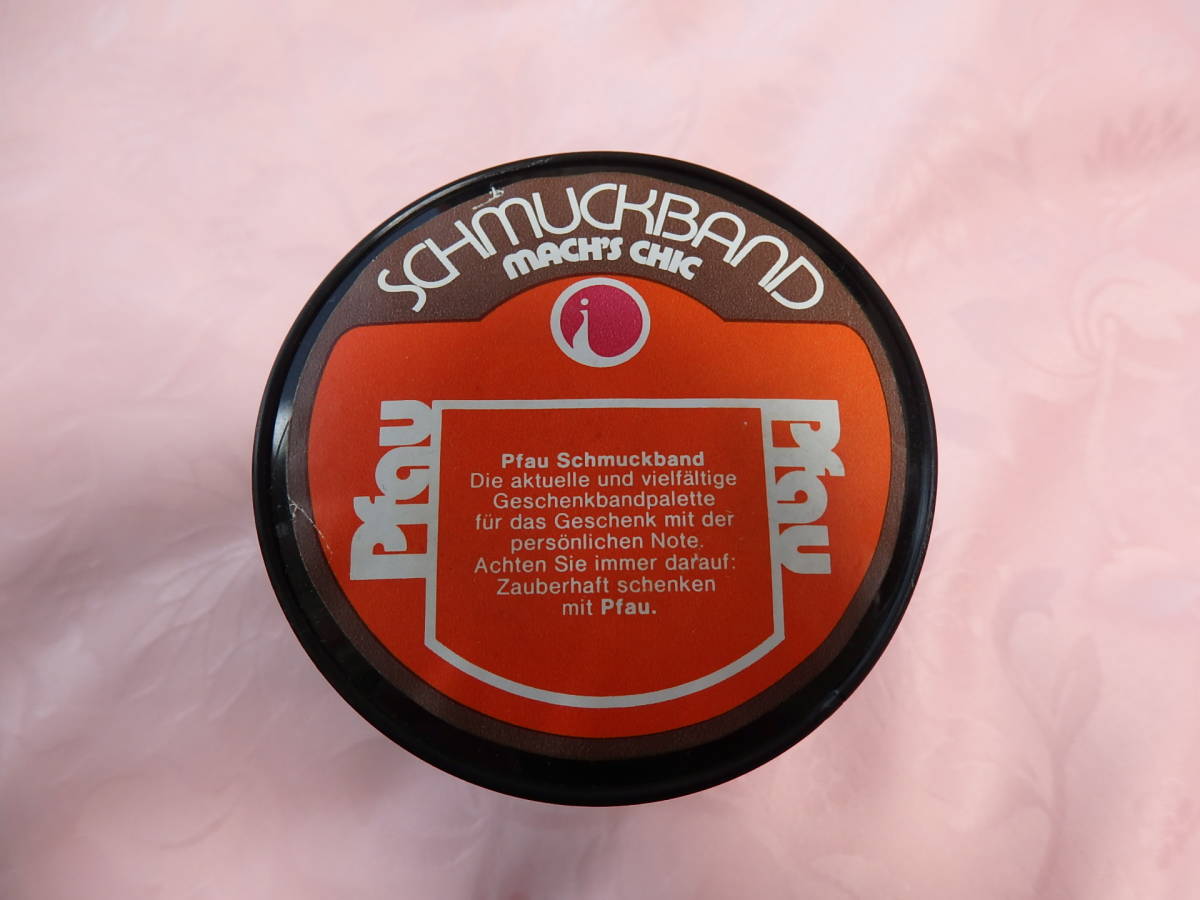 SCHMUCKBAND
MACH'S CHIC
Pfau
Pfau
Pfau Schmuckband
Die aktuelle und vielfältige
Geschenkbandpalette
für das Geschenk mit der
persönlichen Note.
Achten Sie immer darauf:
Zauberhaft schenken
mit Pfau.